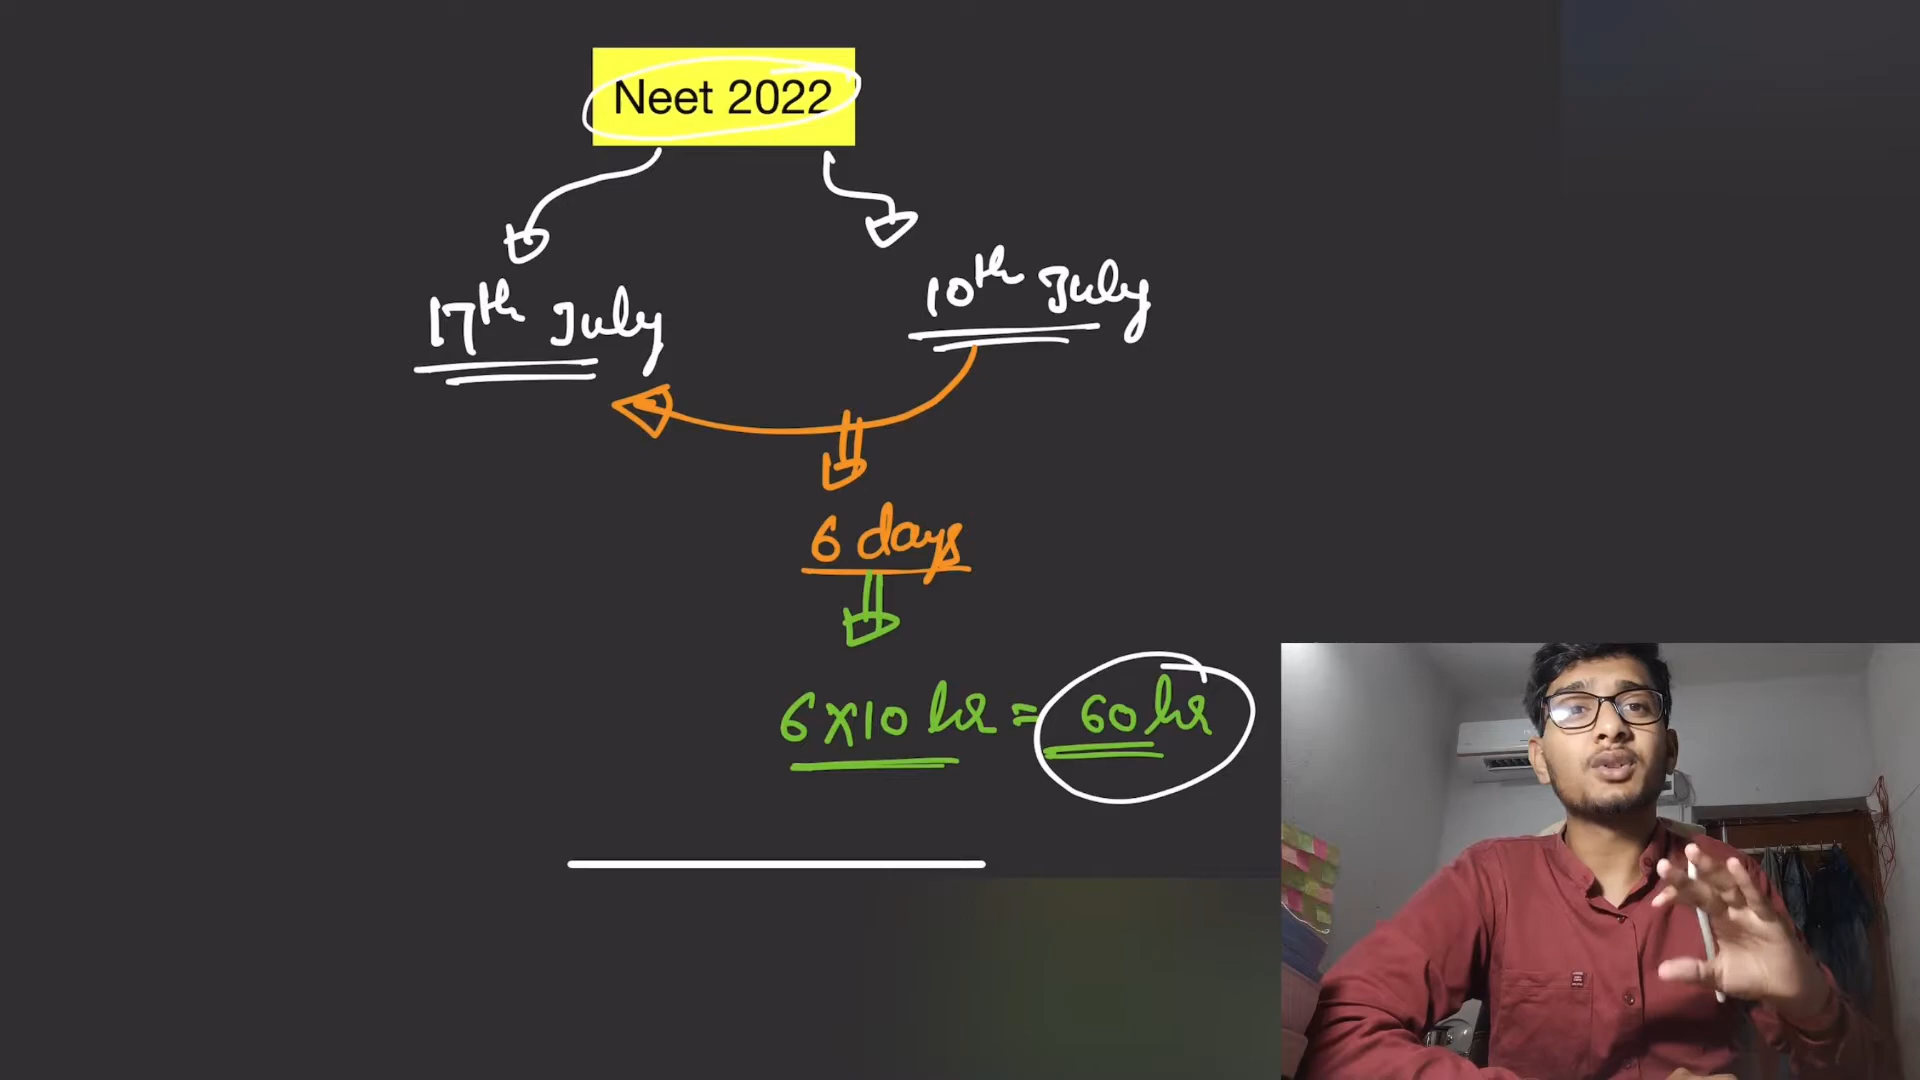 Neet 2022
17th July
10th July
6 days
6x10 hr = 60 hr